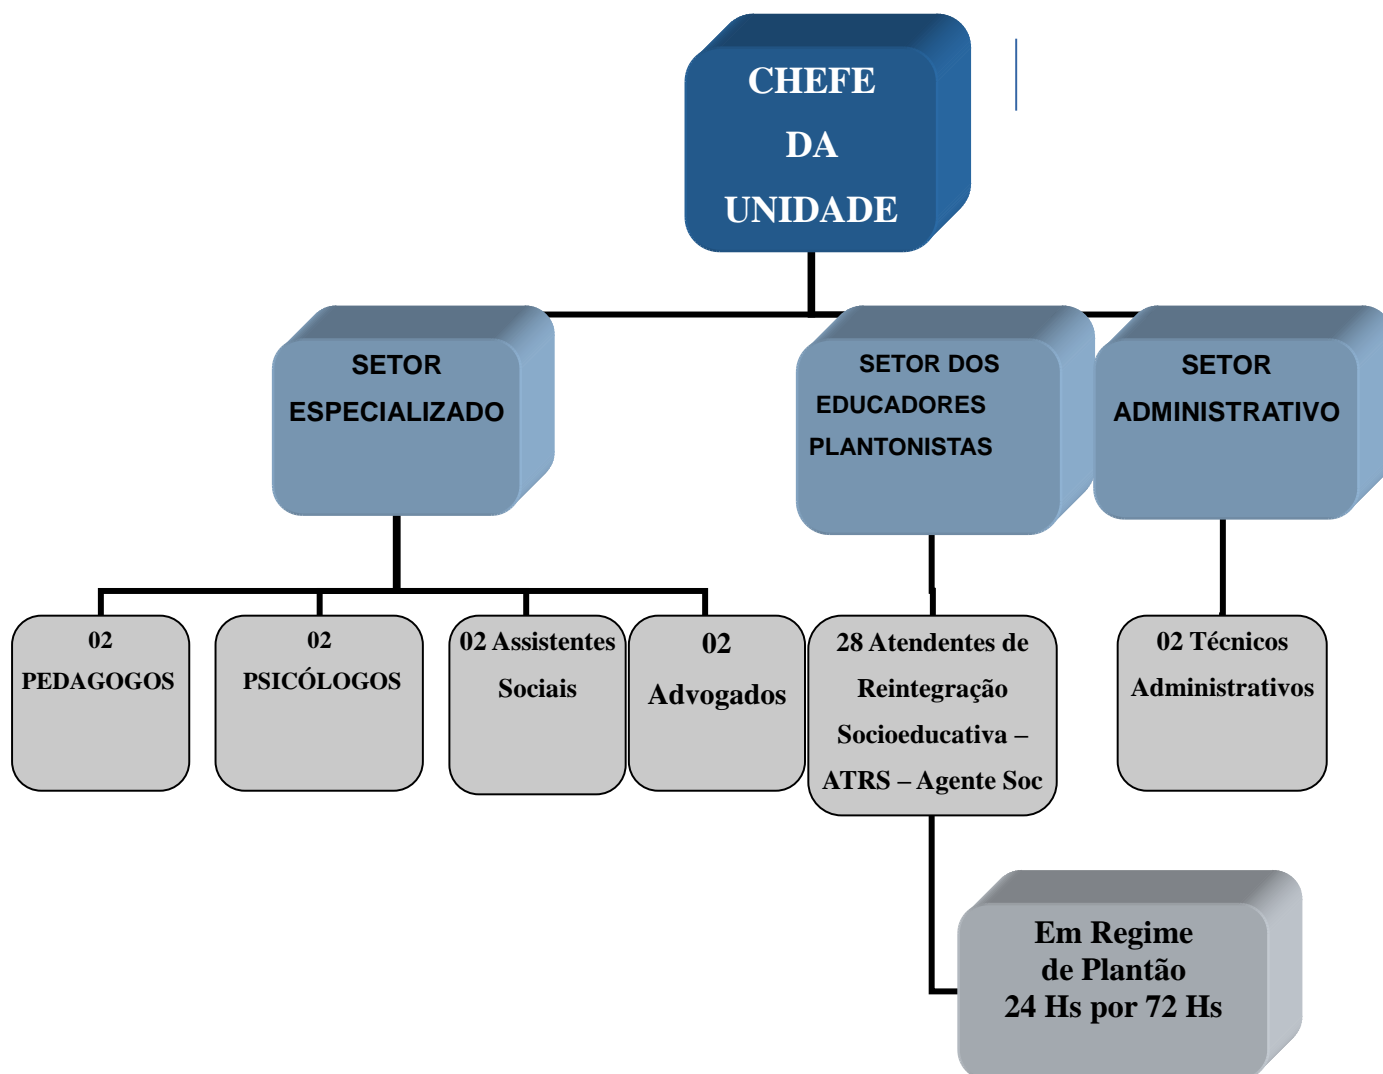 CHEFE
DA
UNIDADE
SETOR
ESPECIALIZADO
SETOR DOS
EDUCADORES
PLANTONISTAS
SETOR
ADMINISTRATIVO
02
PEDAGOGOS
02
PSICÓLOGOS
02 Assistentes
Sociais
02
Advogados
28 Atendentes de
Reintegração
Socioeducativa –
ATRS – Agente Soc
02 Técnicos
Administrativos
Em Regime
de Plantão
24 Hs por 72 Hs